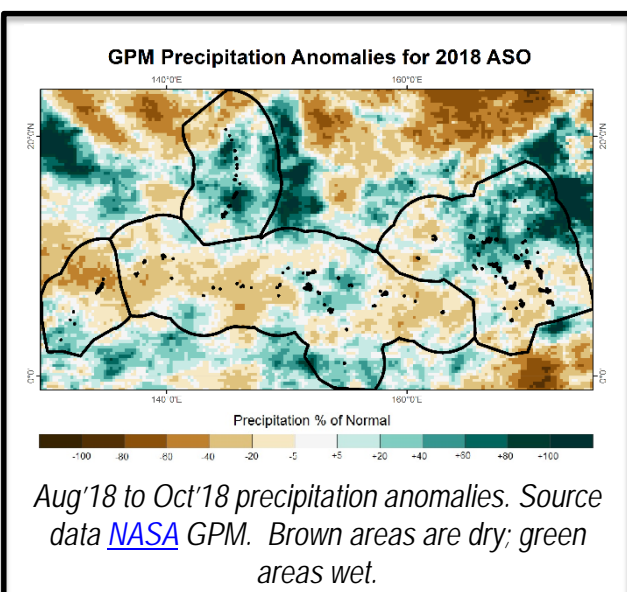 GPM Precipitation Anomalies for 2018 ASO
140°0'E 160°0'E
20°0'N 20°0'N
0°0' 0°0'
140°0'E 160°0'E
Precipitation % of Normal
-100 -80 -60 -40 -20 -5 +5 +20 +40 +60 +80 +100
Aug'18 to Oct'18 precipitation anomalies. Source
data NASA GPM. Brown areas are dry; green
areas wet.